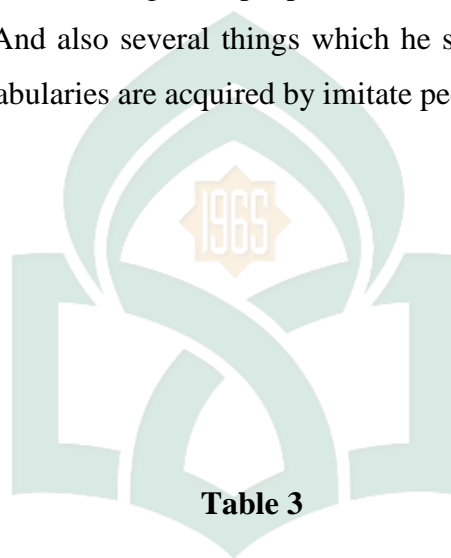 And also several things which he s
abularies are acquired by imitate pe
1965
Table 3